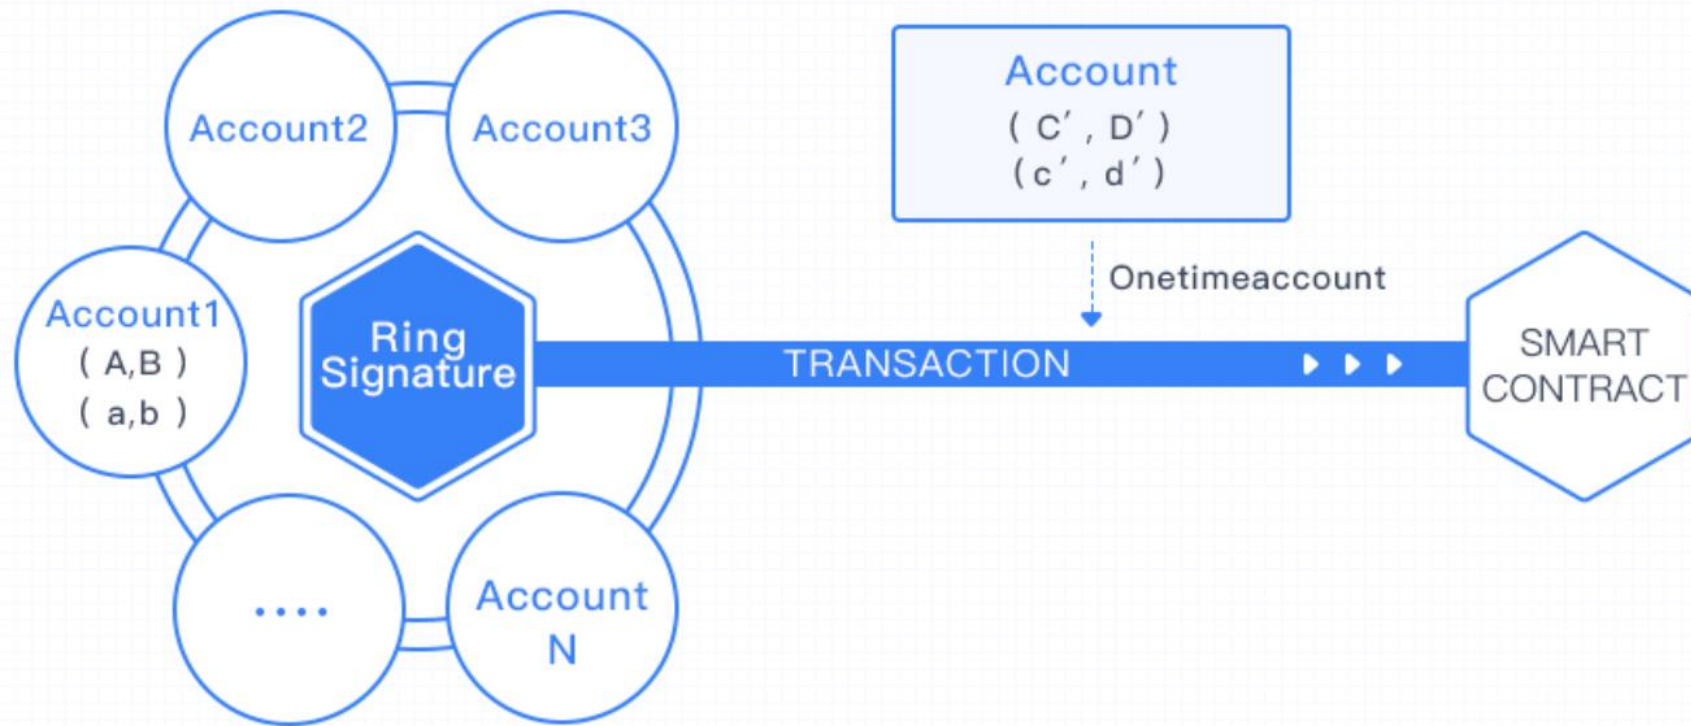 Account2
Account3
Account1
( A,B )
( a,b )
Ring
Signature
....
Account
N
Account
( C′ , D′ )
( c′ , d′ )
Onetimeaccount
TRANSACTION
SMART
CONTRACT